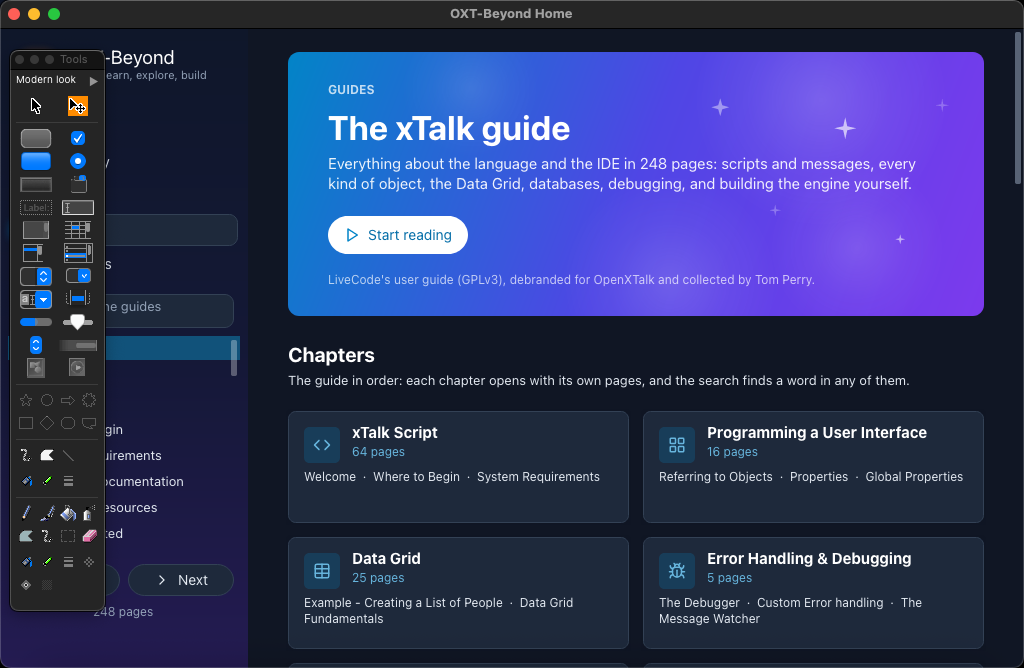 OXT-Beyond Home
Tools
Modern look
-Beyond
earn, explore, build
Label:
s
he guides
gin
uirements
ocumentation
esources
ted
Next
248 pages
GUIDES
The xTalk guide
Everything about the language and the IDE in 248 pages: scripts and messages, every
kind of object, the Data Grid, databases, debugging, and building the engine yourself.
Start reading
LiveCode's user guide (GPLv3), debranded for OpenXTalk and collected by Tom Perry.
Chapters
The guide in order: each chapter opens with its own pages, and the search finds a word in any of them.
xTalk Script
64 pages
Welcome · Where to Begin · System Requirements
Programming a User Interface
16 pages
Referring to Objects · Properties · Global Properties
Data Grid
25 pages
Example - Creating a List of People · Data Grid
Fundamentals
Error Handling & Debugging
5 pages
The Debugger · Custom Error handling · The
Message Watcher